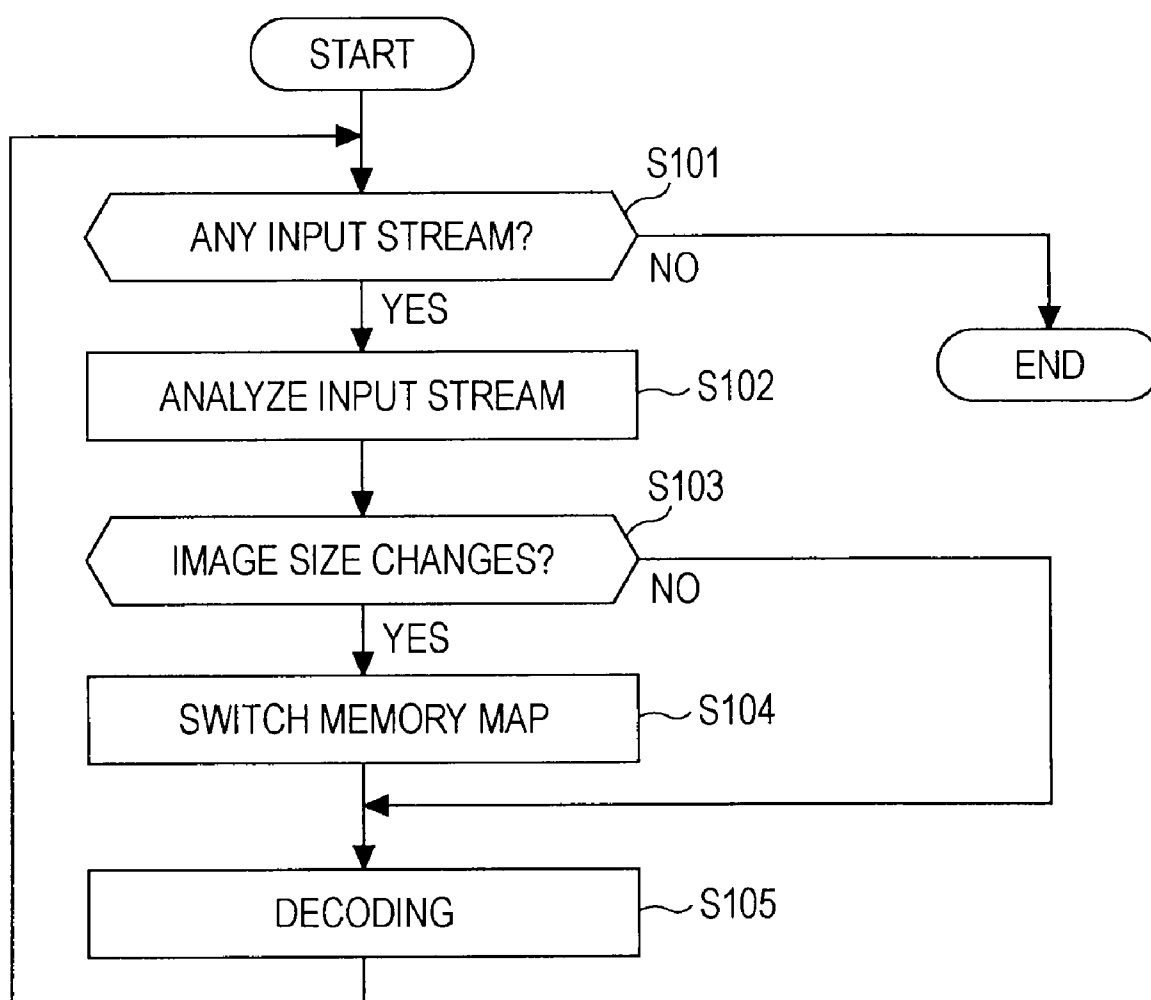 START
S101
ANY INPUT STREAM?
NO
YES
END
ANALYZE INPUT STREAM
S102
S103
IMAGE SIZE CHANGES?
NO
YES
SWITCH MEMORY MAP
S104
DECODING
S105